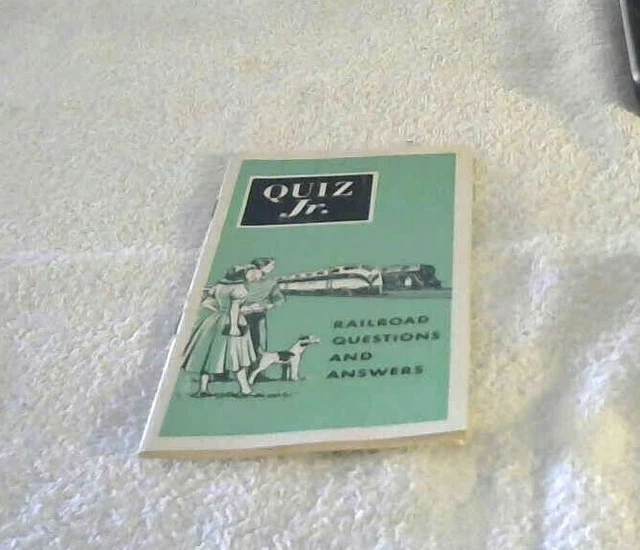 QUIZ
Jr.
RAILROAD
QUESTIONS
AND
ANSWERS